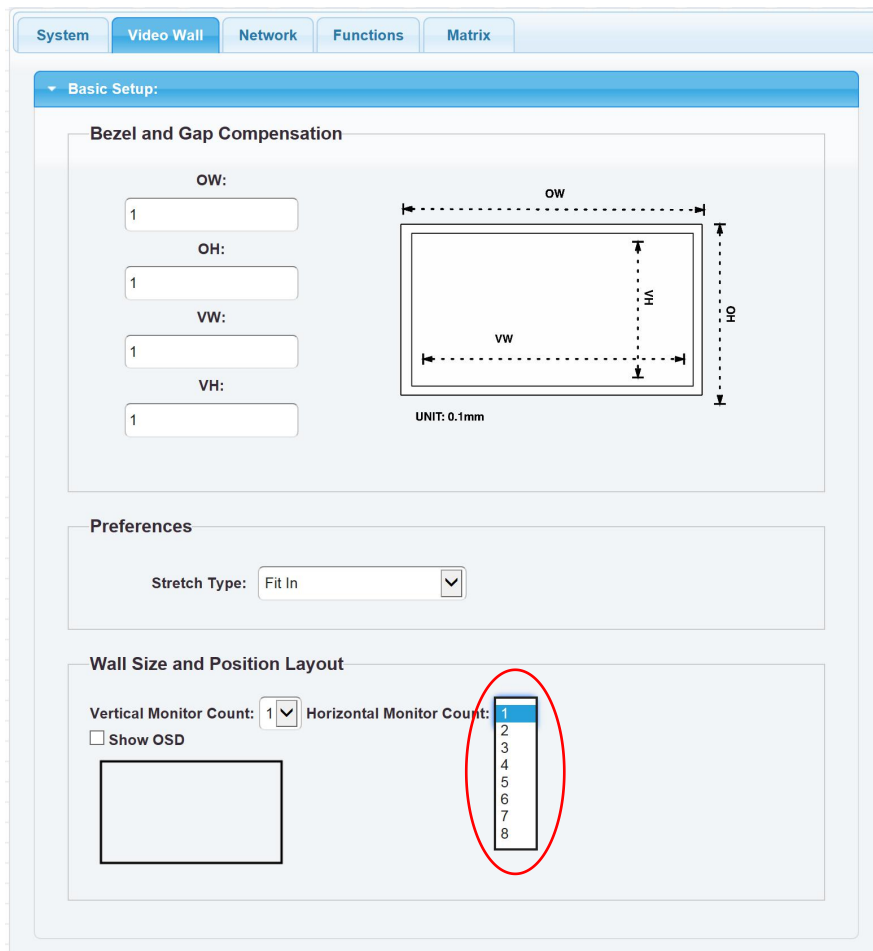 System Video Wall Network Functions Matrix
Basic Setup:
Bezel and Gap Compensation
OW:
1
OH:
1
VW:
1
VH:
1
OW
VH
OH
VW
UNIT: 0.1mm
Preferences
Stretch Type: Fit In
Wall Size and Position Layout
Vertical Monitor Count: 1 Horizontal Monitor Count: 1
2
3
4
5
6
7
8
Show OSD